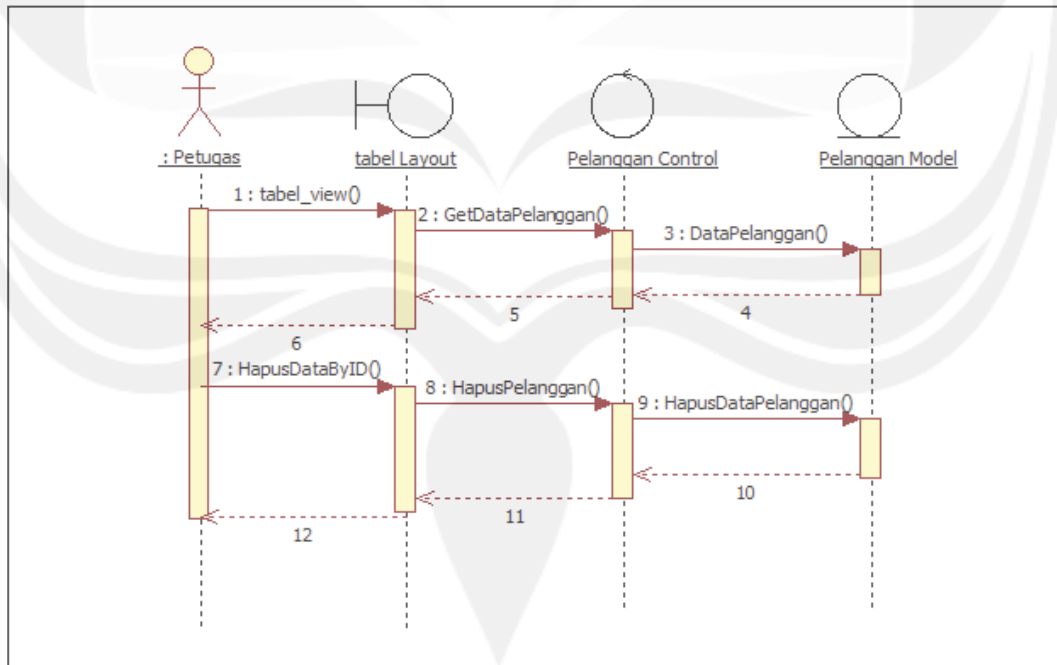 : Petugas
tabel Layout
Pelanggan Control
Pelanggan Model
1 : tabel_view()
2 : GetDataPelanggan()
3 : DataPelanggan()
4
5
6
7 : HapusDataByID()
8 : HapusPelanggan()
9 : HapusDataPelanggan()
10
11
12